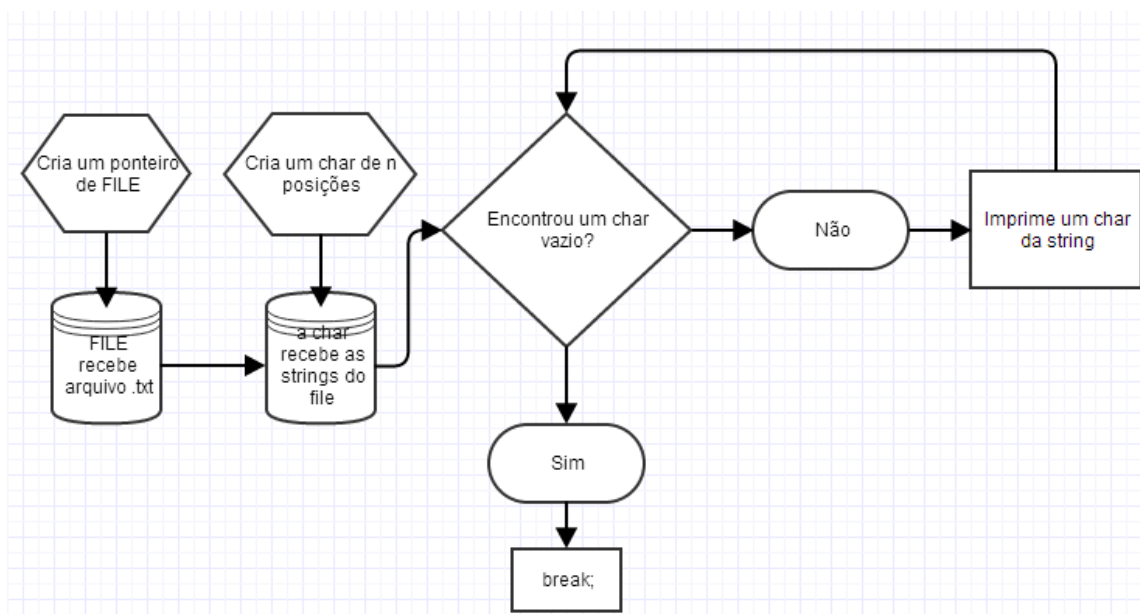 Cria um ponteiro
de FILE
Cria um char de n
posições
Encontrou um char
vazio?
Não
Imprime um char
da string
FILE
recebe
arquivo .txt
a char
recebe as
strings do
file
Sim
break;